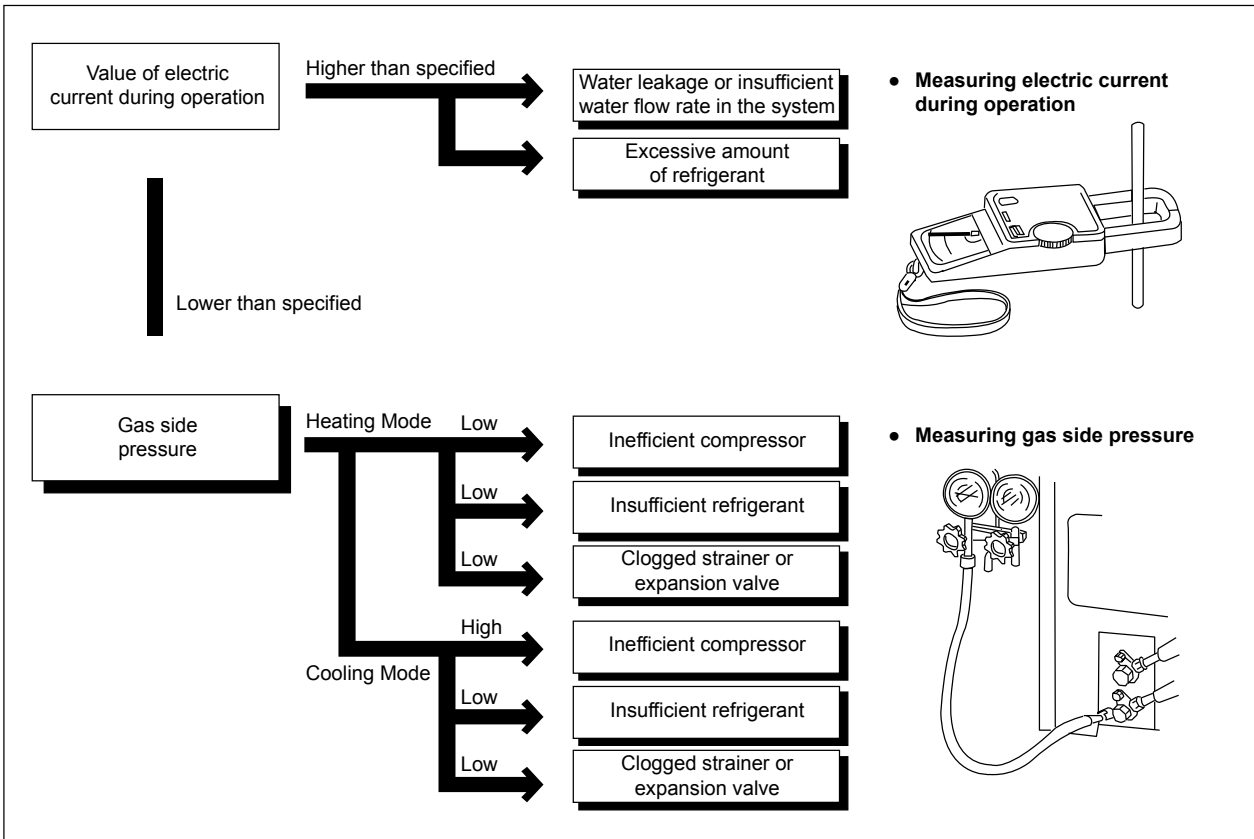 Value of electric
current during operation
Higher than specified
Water leakage or insufficient
water flow rate in the system
Excessive amount
of refrigerant
● Measuring electric current
during operation
Lower than specified
Gas side
pressure
Heating Mode
Low
Inefficient compressor
Low
Insufficient refrigerant
Low
Clogged strainer or
expansion valve
High
Inefficient compressor
Cooling Mode
Low
Insufficient refrigerant
Low
Clogged strainer or
expansion valve
● Measuring gas side pressure